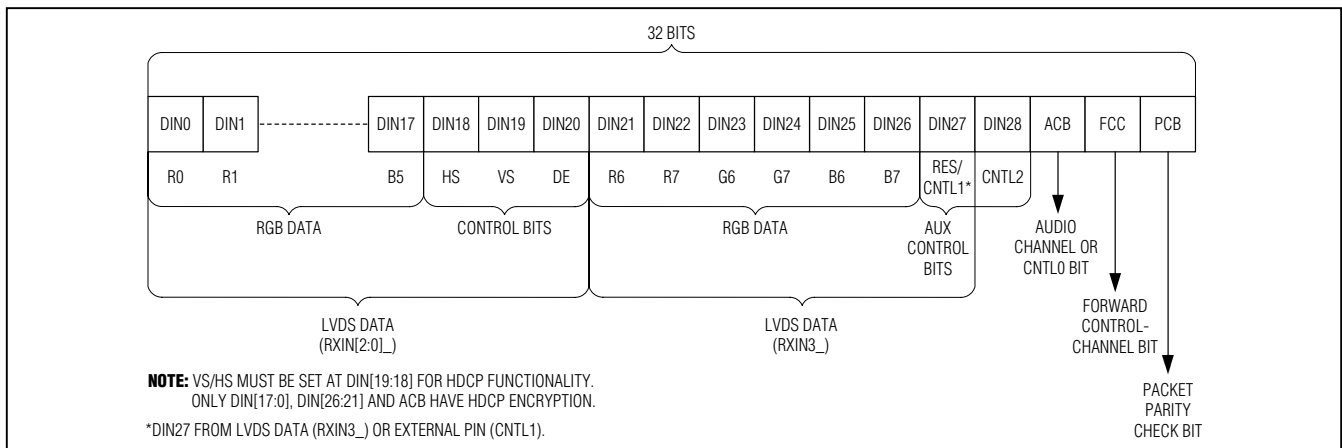 32 BITS
DIN0 DIN1 DIN17 DIN18 DIN19 DIN20 DIN21 DIN22 DIN23 DIN24 DIN25 DIN26 DIN27 DIN28 ACB FCC PCB
R0 R1 B5 HS VS DE R6 R7 G6 G7 B6 B7 RES/ CNTL2
CNTL1*
RGB DATA CONTROL BITS RGB DATA AUX
CONTROL
BITS
AUDIO
CHANNEL OR
CNTL0 BIT
LVDS DATA
(RXIN[2:0]_)
LVDS DATA
(RXIN3_)
FORWARD
CONTROL-
CHANNEL BIT
PACKET
PARITY
CHECK BIT
NOTE: VS/HS MUST BE SET AT DIN[19:18] FOR HDCP FUNCTIONALITY.
ONLY DIN[17:0], DIN[26:21] AND ACB HAVE HDCP ENCRYPTION.
*DIN27 FROM LVDS DATA (RXIN3_) OR EXTERNAL PIN (CNTL1).